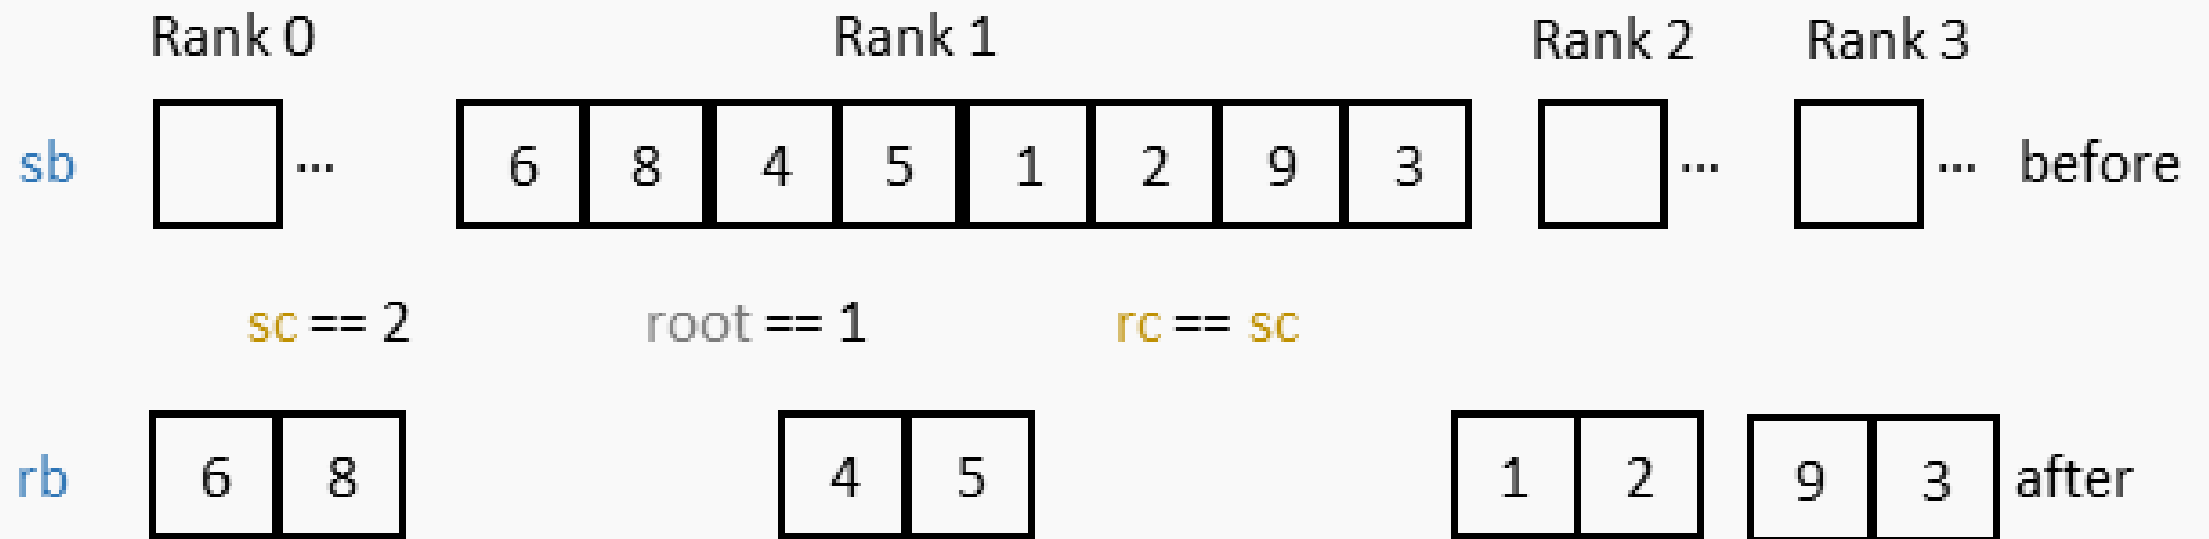 Rank 0 Rank 1 Rank 2 Rank 3
sb ... 6 8 4 5 1 2 9 3 ... ... before
sc == 2 root == 1 rc == sc
rb 6 8 4 5 1 2 9 3 after